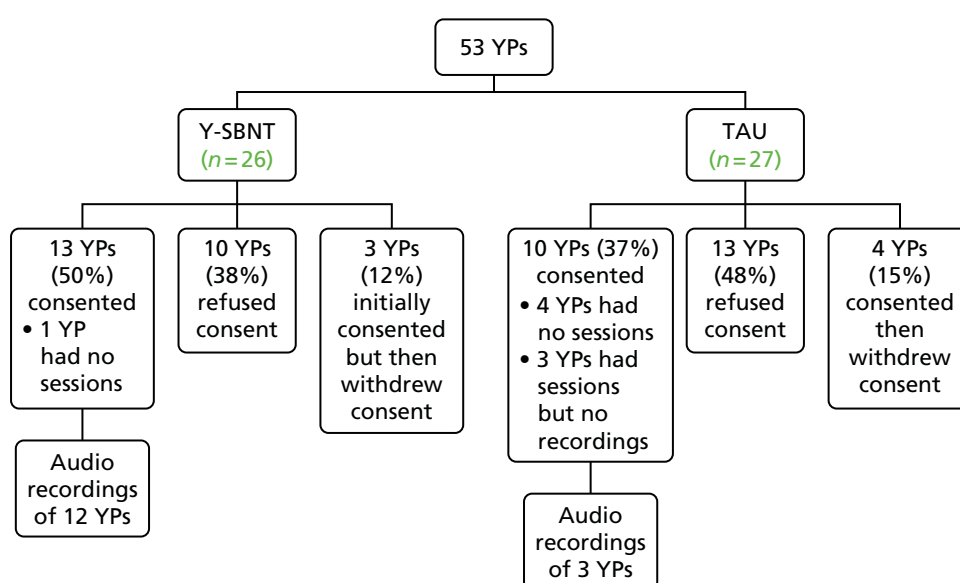 53 YPs
Y-SBNT
(n=26)
TAU
(n=27)
13 YPs
(50%)
consented
• 1 YP
had no
sessions
10 YPs
(38%)
refused
consent
3 YPs
(12%)
initially
consented
but then
withdrew
consent
10 YPs (37%)
consented
• 4 YPs had
no sessions
• 3 YPs had
sessions
but no
recordings
13 YPs
(48%)
refused
consent
4 YPs
(15%)
consented
then
withdrew
consent
Audio
recordings
of 12 YPs
Audio
recordings
of 3 YPs